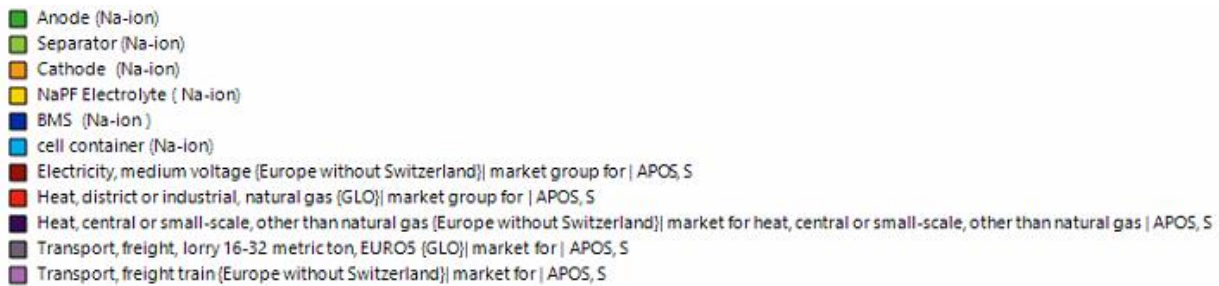 Anode (Na-ion)
Separator (Na-ion)
Cathode (Na-ion)
NaPF Electrolyte ( Na-ion)
BMS (Na-ion )
cell container (Na-ion)
Electricity, medium voltage {Europe without Switzerland}| market group for | APOS, S
Heat, district or industrial, natural gas {GLO}| market group for | APOS, S
Heat, central or small-scale, other than natural gas {Europe without Switzerland}| market for heat, central or small-scale, other than natural gas | APOS, S
Transport, freight, lorry 16-32 metric ton, EURO5 {GLO}| market for | APOS, S
Transport, freight train {Europe without Switzerland}| market for | APOS, S